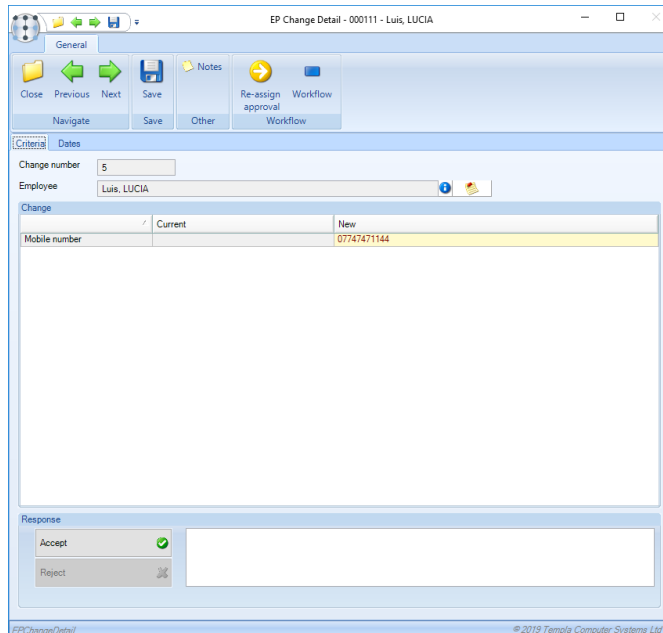 EP Change Detail - 000111 - Luis, LUCIA
General
Close Previous Next Save Notes Re-assign approval Workflow
Navigate Save Other Workflow
Criteria Dates
Change number 5
Employee Luis, LUCIA
Change
Current New
Mobile number 07747471144
Response
Accept
Reject
EPChangeDetail © 2019 Templa Computer Systems Ltd